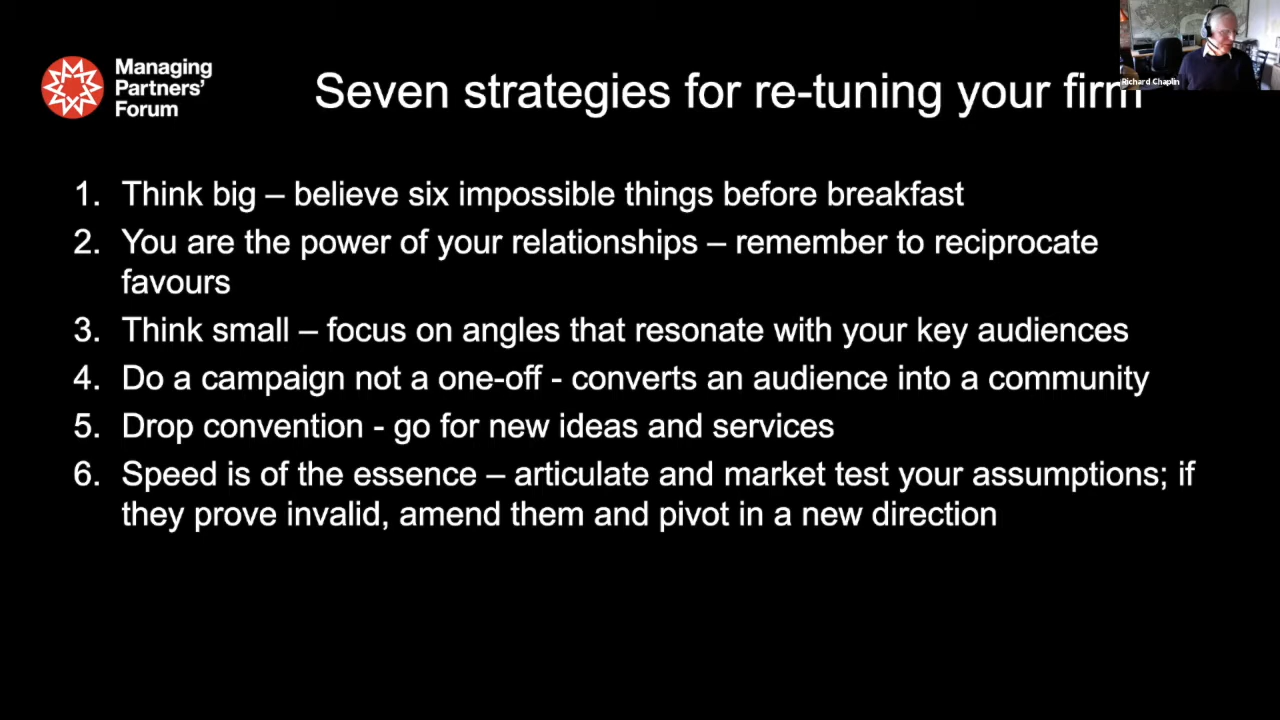 Managing
Partners'
Forum
Seven strategies for re-tuning your firm
Richard Chaplin
1. Think big – believe six impossible things before breakfast
2. You are the power of your relationships – remember to reciprocate
favours
3. Think small – focus on angles that resonate with your key audiences
4. Do a campaign not a one-off - converts an audience into a community
5. Drop convention - go for new ideas and services
6. Speed is of the essence – articulate and market test your assumptions; if
they prove invalid, amend them and pivot in a new direction